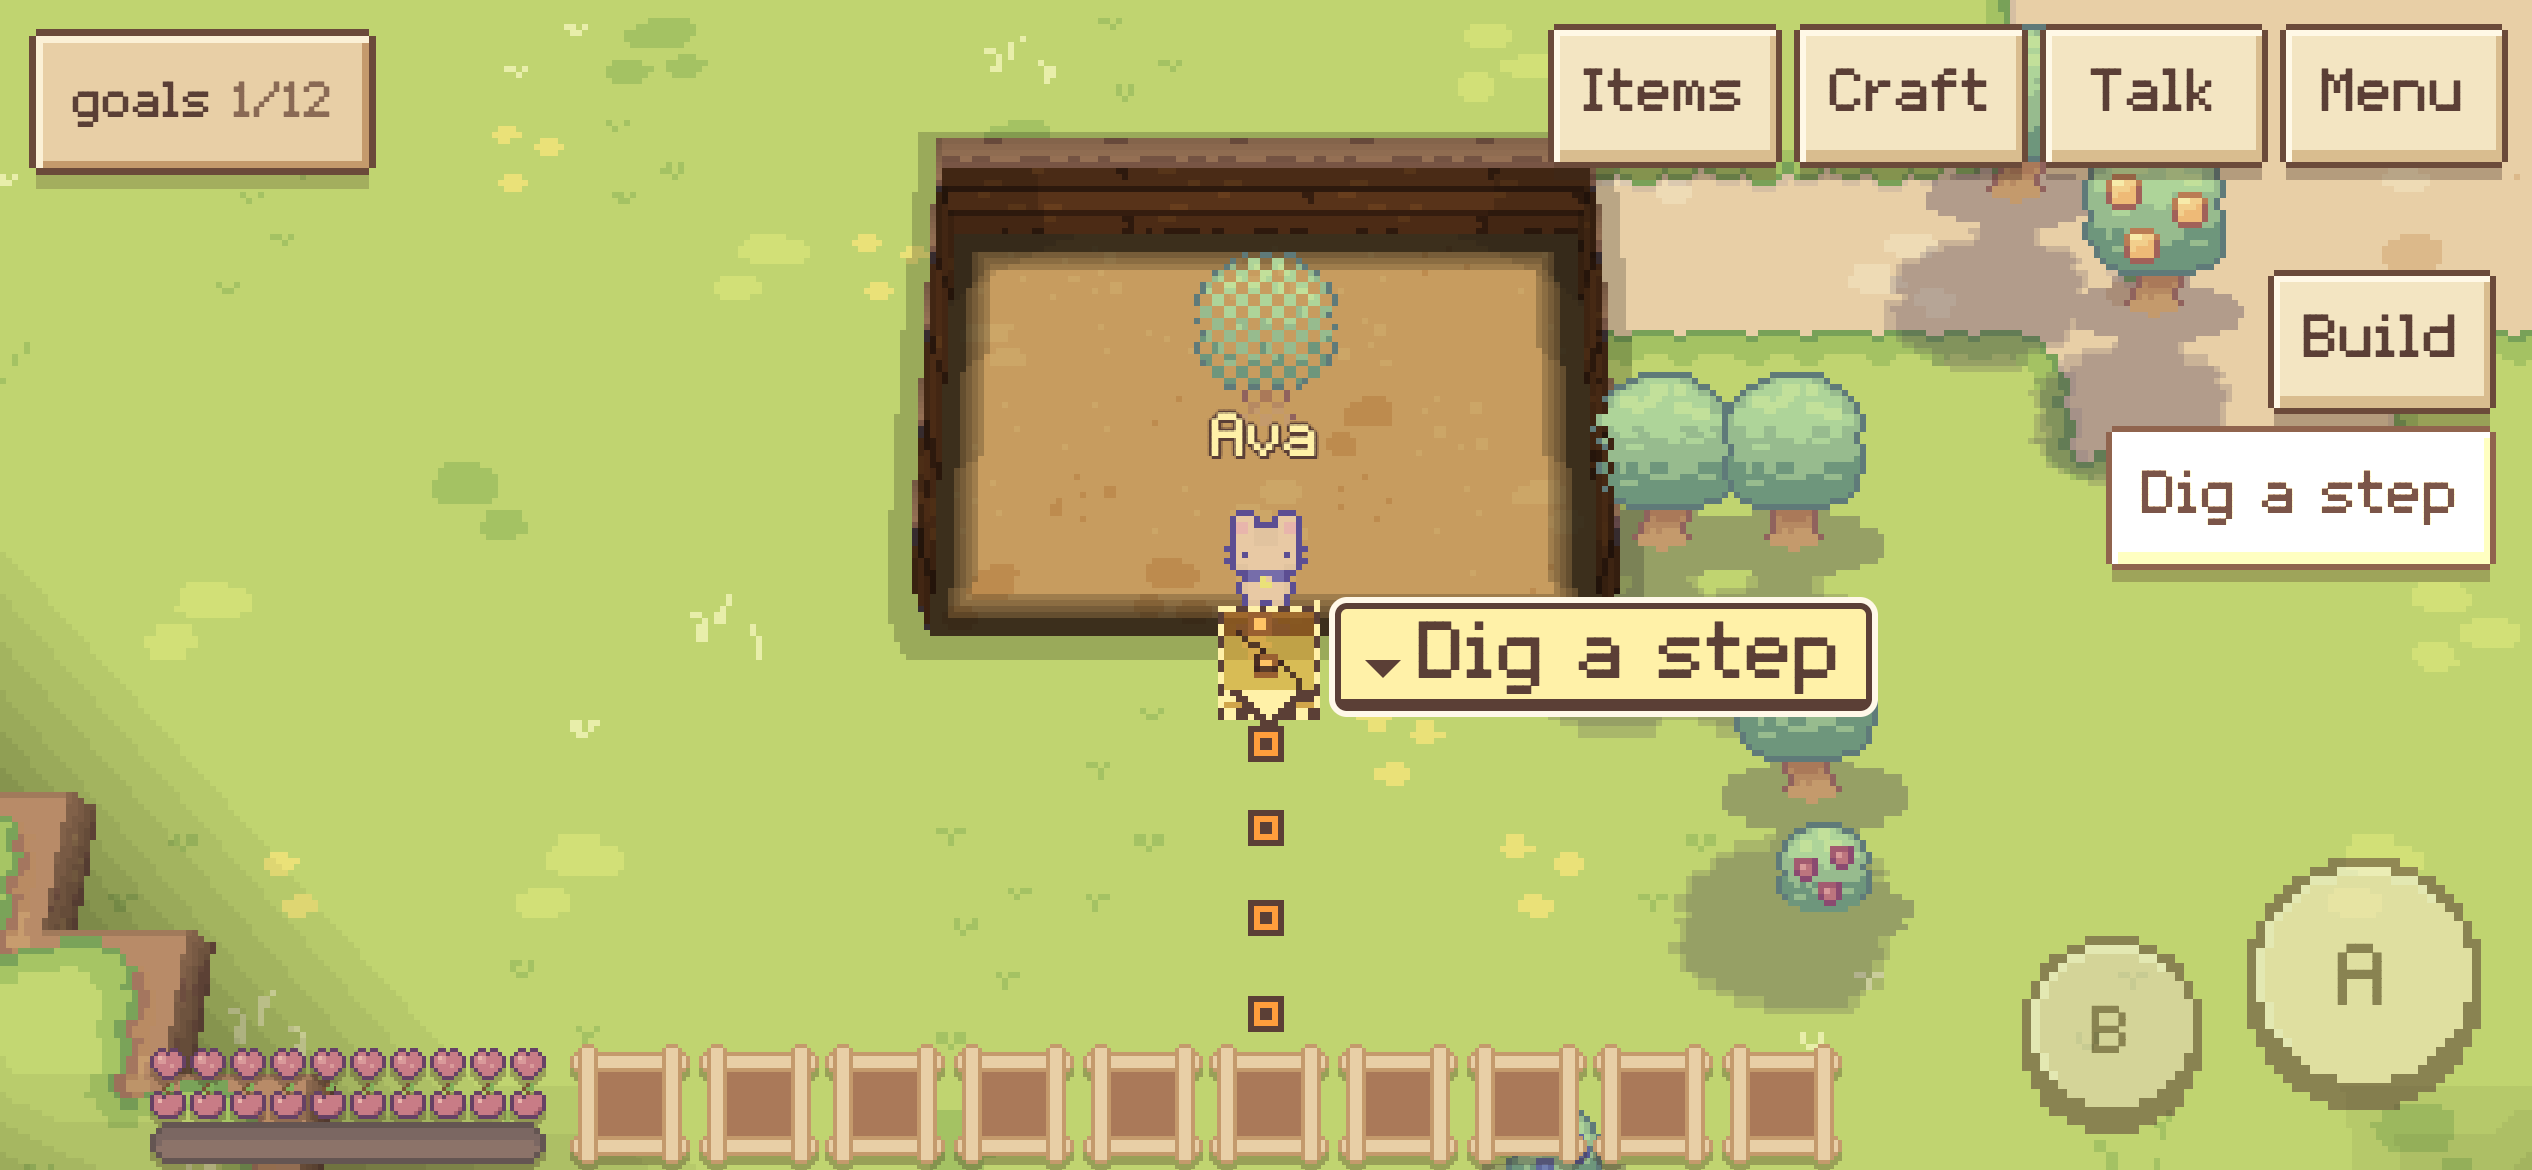 goals 1/12
Items
Craft
Talk
Menu
Build
Ava
Dig a step
Dig a step
A
B